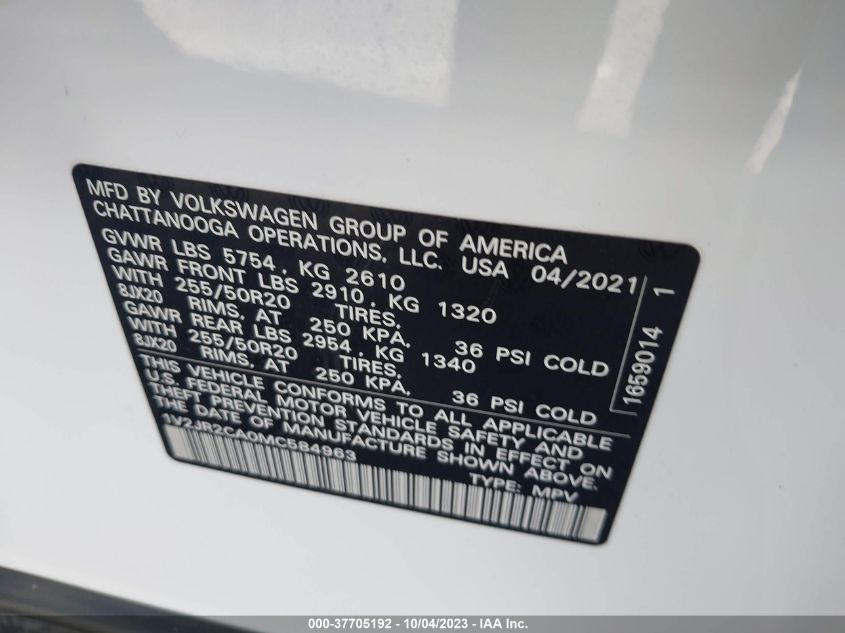 MFD BY VOLKSWAGEN GROUP OF AMERICA
CHATTANOOGA OPERATIONS, LLC. USA 04/2021
GVWR LBS 5754. KG 2610
GAWR FRONT LBS 2910. KG 1320
WITH 255/50R20 TIRES.
8JX20 RIMS. AT 250 KPA. 36 PSI COLD
GAWR REAR LBS 2954. KG 1340
WITH 255/50R20 TIRES.
8JX20 RIMS. AT 250 KPA. 36 PSI COLD
THIS VEHICLE CONFORMS TO ALL APPLICABLE
U.S. FEDERAL MOTOR VEHICLE SAFETY AND
THEFT PREVENTION STANDARDS IN EFFECT ON
THE DATE OF MANUFACTURE SHOWN ABOVE.
1V2JR2CA0MC584963
TYPE: MPV
1659014 1
000-37705192 - 10/04/2023 - IAA Inc.